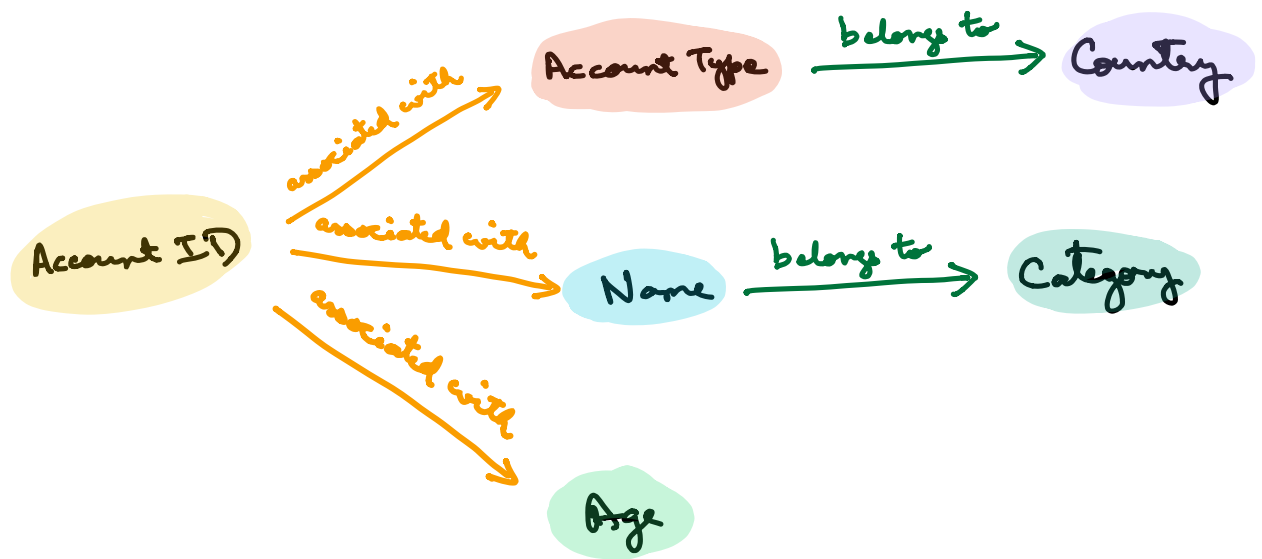 Account Type
belongs to
Country
associated with
Account ID
associated with
Name
belongs to
Category
associated with
Age